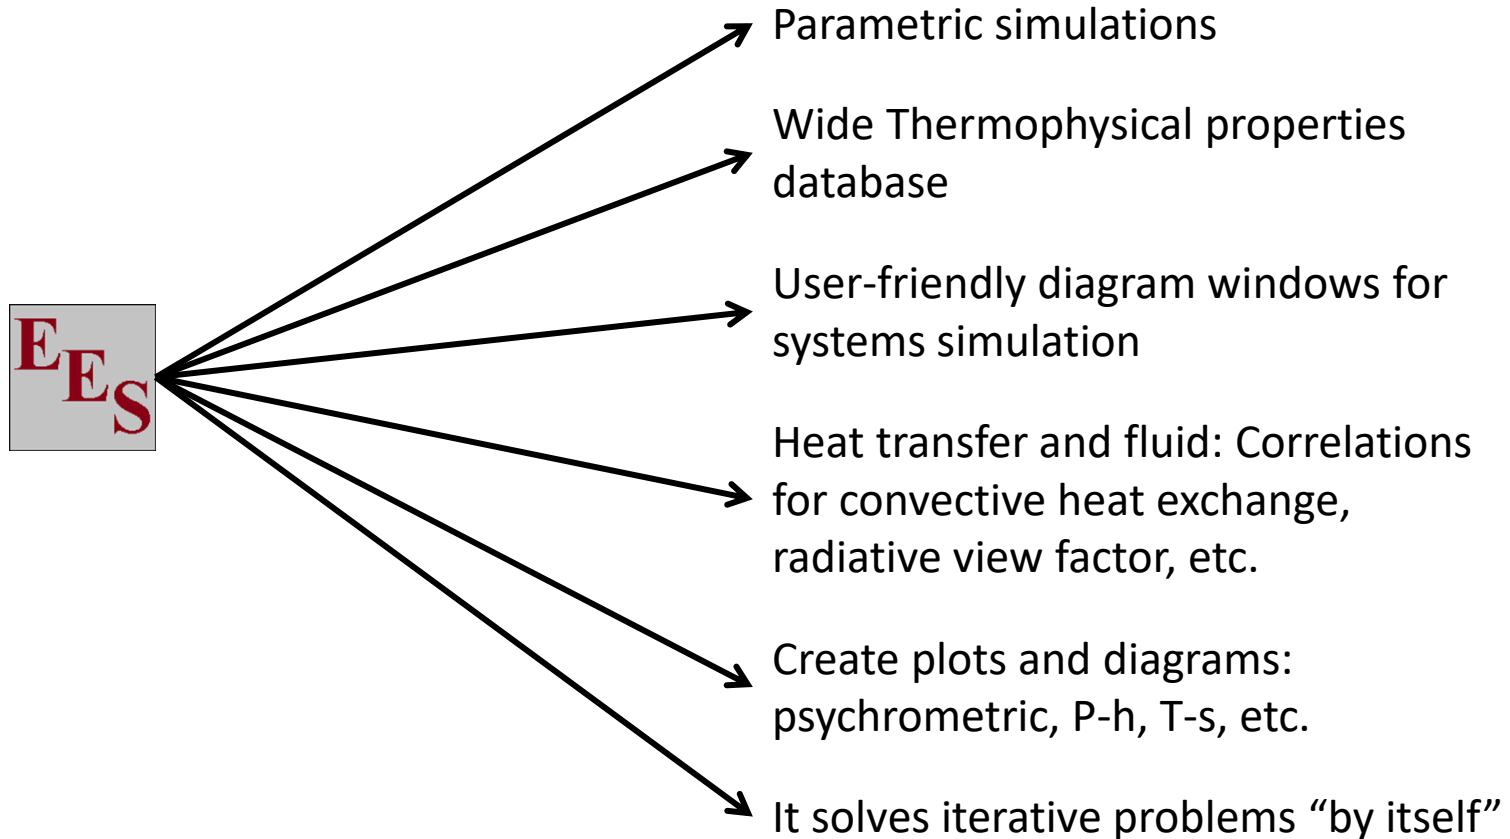 Parametric simulations
Wide Thermophysical properties
database
User-friendly diagram windows for
systems simulation
EES
Heat transfer and fluid: Correlations
for convective heat exchange,
radiative view factor, etc.
Create plots and diagrams:
psychrometric, P-h, T-s, etc.
It solves iterative problems “by itself”